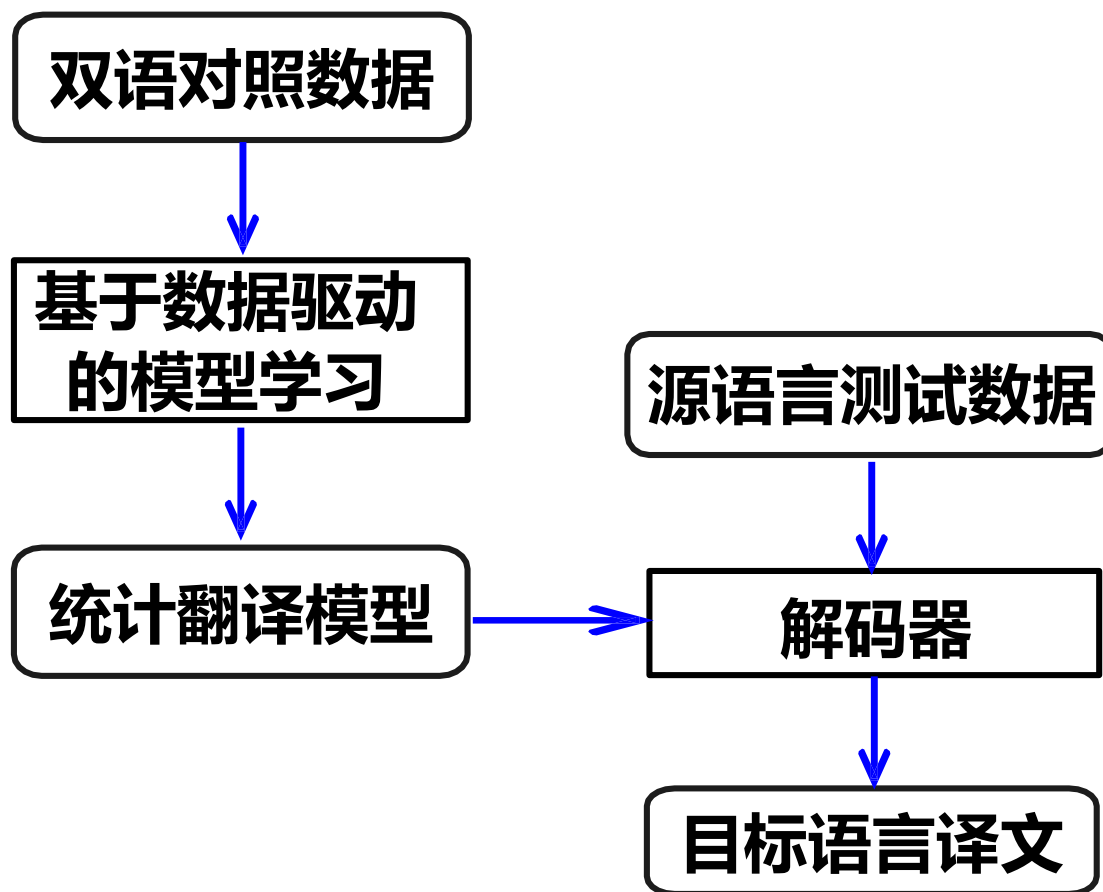 双语对照数据
基于数据驱动
的模型学习
源语言测试数据
统计翻译模型
解码器
目标语言译文